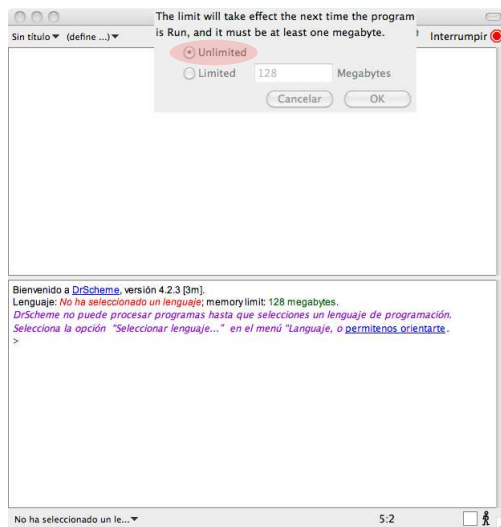 The limit will take effect the next time the program
is Run, and it must be at least one megabyte.
Sin título (define ...) Interrumpir
Unlimited
Limited 128 Megabytes
Cancelar OK
Bienvenido a DrScheme, versión 4.2.3 [3m].
Lenguaje: No ha seleccionado un lenguaje; memory limit: 128 megabytes.
DrScheme no puede procesar programas hasta que selecciones un lenguaje de programación.
Selecciona la opción "Seleccionar lenguaje..." en el menú "Languaje, o permitenos orientarte.
>
No ha seleccionado un le... 5:2